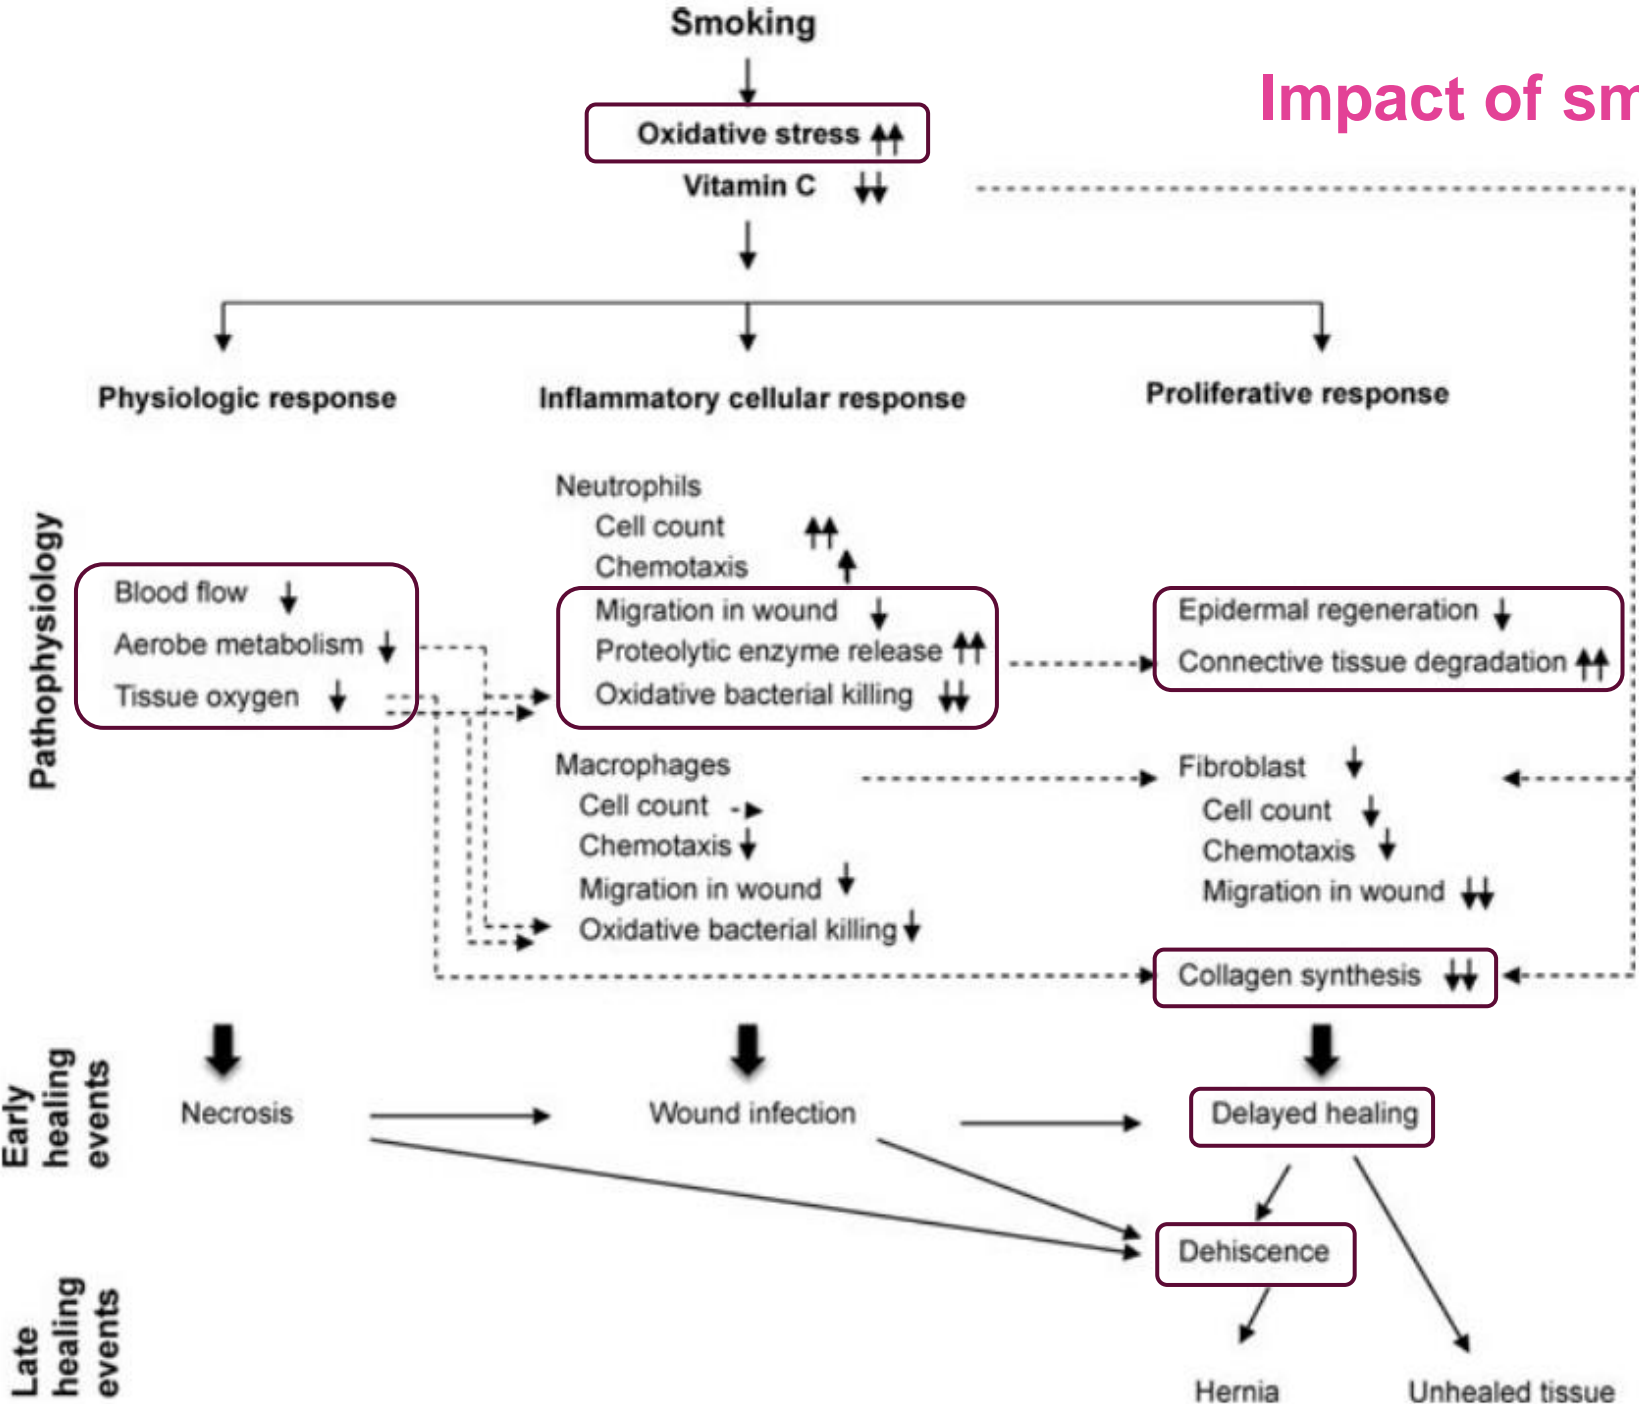 Smoking
Impact of sm
Oxidative stress ↑↑
Vitamin C ↓↓
Physiologic response
Inflammatory cellular response
Proliferative response
Pathophysiology
Blood flow ↓
Aerobe metabolism ↓
Tissue oxygen ↓
Neutrophils
Cell count ↑↑
Chemotaxis ↑
Migration in wound ↓
Proteolytic enzyme release ↑↑
Oxidative bacterial killing ↓↓
Macrophages
Cell count
Chemotaxis ↓
Migration in wound ↓
Oxidative bacterial killing ↓
Epidermal regeneration ↓
Connective tissue degradation ↑↑
Fibroblast ↓
Cell count ↓
Chemotaxis ↓
Migration in wound ↓↓
Collagen synthesis ↓↓
Early
healing
events
Necrosis
Wound infection
Delayed healing
Late
healing
events
Dehiscence
Hernia
Unhealed tissue